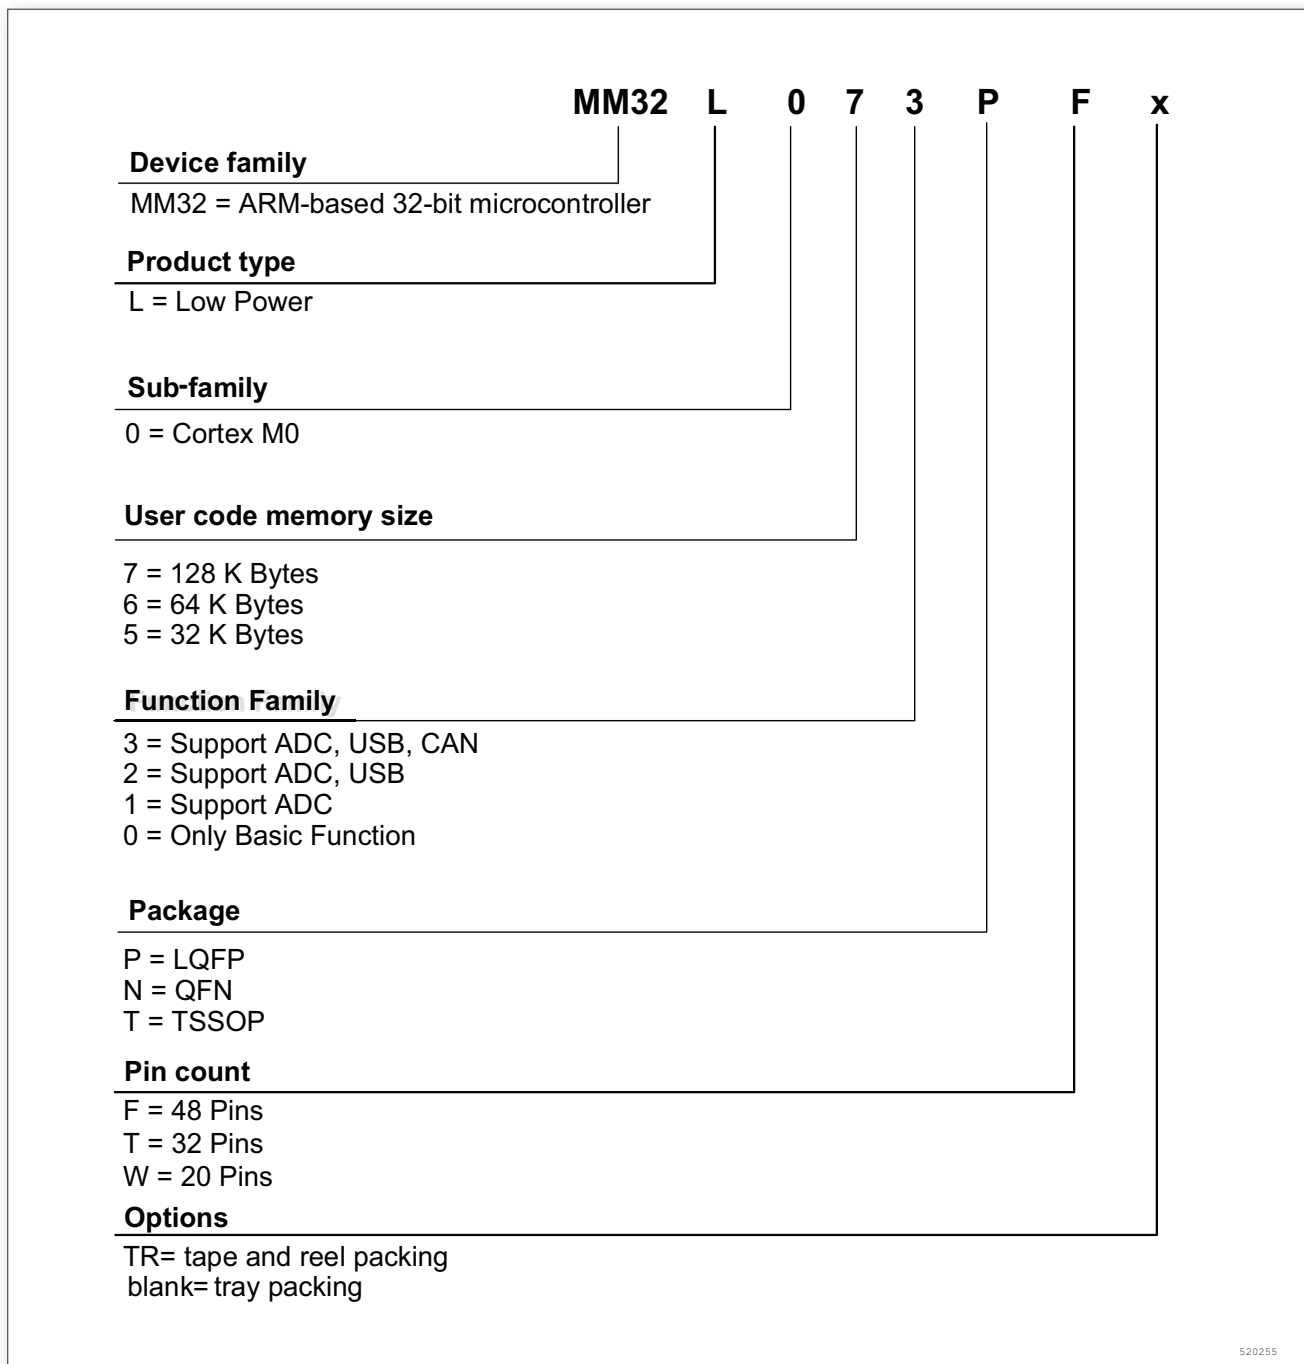 MM32 L 0 7 3 P F x
Device family
MM32 = ARM-based 32-bit microcontroller
Product type
L = Low Power
Sub-family
0 = Cortex M0
User code memory size
7 = 128 K Bytes
6 = 64 K Bytes
5 = 32 K Bytes
Function Family
3 = Support ADC, USB, CAN
2 = Support ADC, USB
1 = Support ADC
0 = Only Basic Function
Package
P = LQFP
N = QFN
T = TSSOP
Pin count
F = 48 Pins
T = 32 Pins
W = 20 Pins
Options
TR= tape and reel packing
blank= tray packing
520255